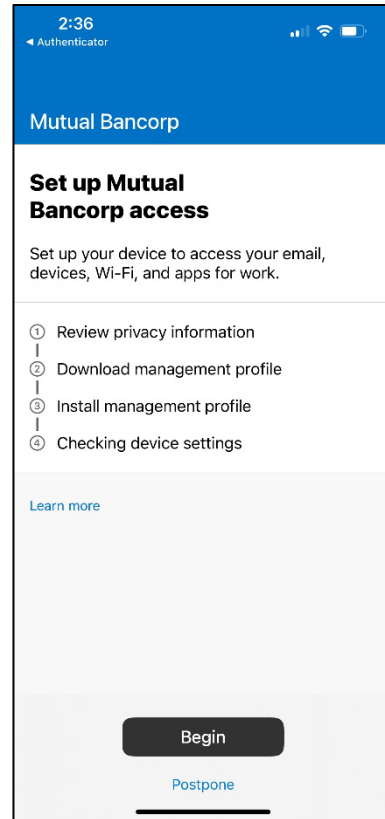 2:36
◀ Authenticator
Mutual Bancorp
Set up Mutual
Bancorp access
Set up your device to access your email,
devices, Wi-Fi, and apps for work.
1 Review privacy information
2 Download management profile
3 Install management profile
4 Checking device settings
Learn more
Begin
Postpone